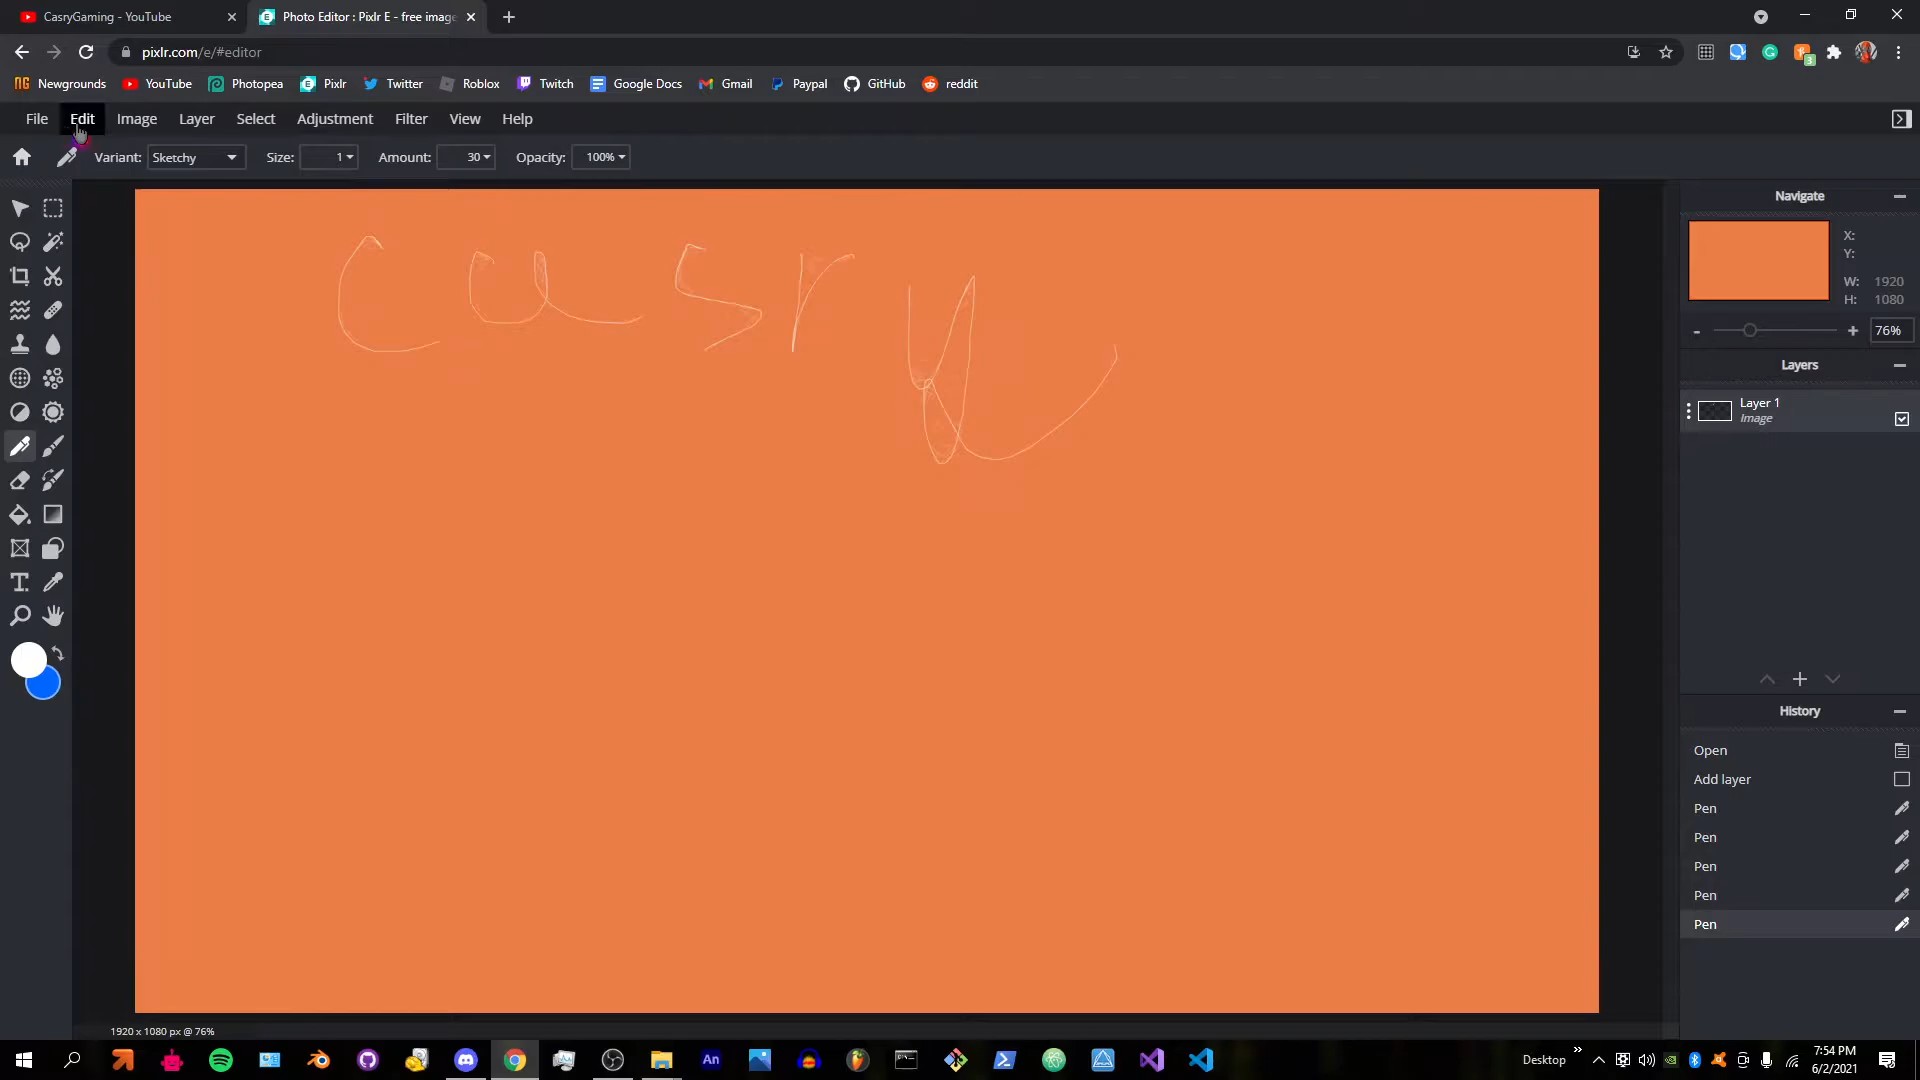 CasryGaming - YouTube
Photo Editor : Pixlr E - free image
pixlr.com/e/#editor
3
NG Newgrounds YouTube Photopea Pixlr Twitter Roblox Twitch Google Docs Gmail Paypal GitHub reddit
File Edit Image Layer Select Adjustment Filter View Help
Variant: Sketchy Size: 1 Amount: 30 Opacity: 100%
Navigate
X:
Y:
W: 1920
H: 1080
- + 76%
casry
Layers
Layer 1
Image
T
History
Open
Add layer
Pen
Pen
Pen
Pen
Pen
1920 x 1080 px @ 76%
An
Desktop
7:54 PM
6/2/2021